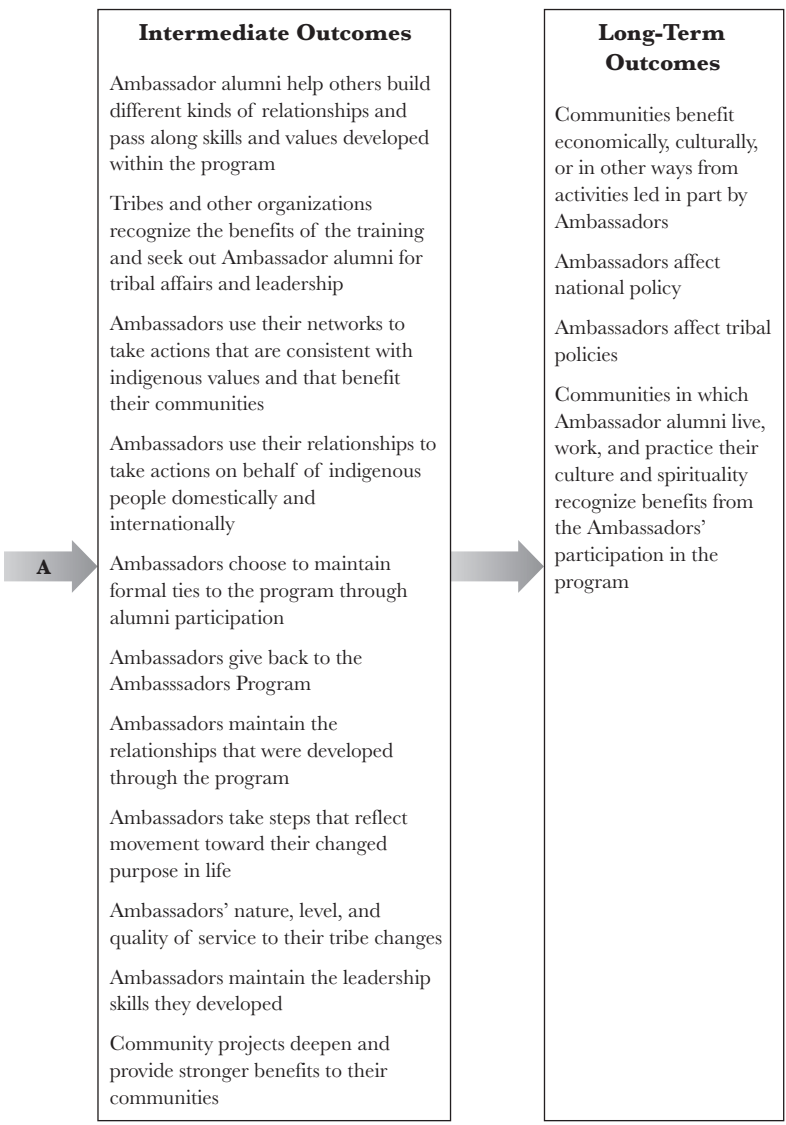 A
Intermediate Outcomes
Ambassador alumni help others build
different kinds of relationships and
pass along skills and values developed
within the program
Tribes and other organizations
recognize the benefits of the training
and seek out Ambassador alumni for
tribal affairs and leadership
Ambassadors use their networks to
take actions that are consistent with
indigenous values and that benefit
their communities
Ambassadors use their relationships to
take actions on behalf of indigenous
people domestically and
internationally
Ambassadors choose to maintain
formal ties to the program through
alumni participation
Ambassadors give back to the
Ambasssadors Program
Ambassadors maintain the
relationships that were developed
through the program
Ambassadors take steps that reflect
movement toward their changed
purpose in life
Ambassadors’ nature, level, and
quality of service to their tribe changes
Ambassadors maintain the leadership
skills they developed
Community projects deepen and
provide stronger benefits to their
communities
Long-Term
Outcomes
Communities benefit
economically, culturally,
or in other ways from
activities led in part by
Ambassadors
Ambassadors affect
national policy
Ambassadors affect tribal
policies
Communities in which
Ambassador alumni live,
work, and practice their
culture and spirituality
recognize benefits from
the Ambassadors’
participation in the
program